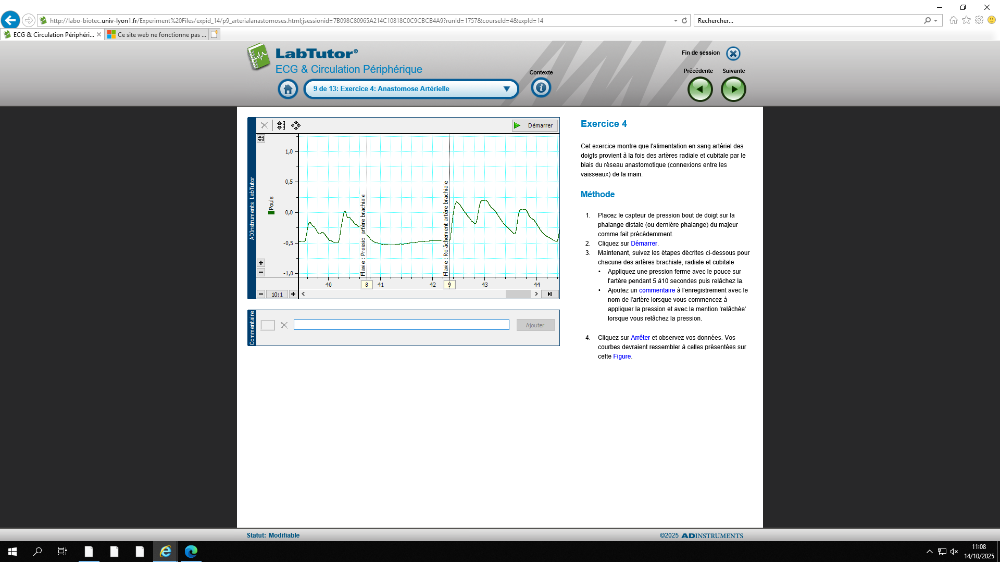 http://labo-biotec.univ-lyon1.fr/Experiment%20Files/expid_14/p9_arterialanastomoses.html;jsessionid=7B098C80965A214C10818C0C9CBCB4A9?runId=1757&courseId=4&expId=14
Rechercher...
ECG & Circulation Périphéri...
Ce site web ne fonctionne pas ...
LabTutor®
ECG & Circulation Périphérique
9 de 13: Exercice 4: Anastomose Artérielle
Contexte
Fin de session
Précédente
Suivante
Démarrer
ADInstruments LabTutor
Pouls
1,0
0,5
0,0
-0,5
-1,0
Flavie : Pressio artère brachiale
Flavie : Relâchement artère brachiale
40
8
41
42
9
43
44
10:1
Commentaire
Ajouter
Exercice 4
Cet exercice montre que l'alimentation en sang artériel des
doigts provient à la fois des artères radiale et cubitale par le
biais du réseau anastomotique (connexions entre les
vaisseaux) de la main.
Méthode
1. Placez le capteur de pression bout de doigt sur la
phalange distale (ou dernière phalange) du majeur
comme fait précédemment.
2. Cliquez sur Démarrer.
3. Maintenant, suivez les étapes décrites ci-dessous pour
chacune des artères brachiale, radiale et cubitale
• Appliquez une pression ferme avec le pouce sur
l'artère pendant 5 à10 secondes puis relâchez la.
• Ajoutez un commentaire à l'enregistrement avec le
nom de l'artère lorsque vous commencez à
appliquer la pression et avec la mention 'relâchée'
lorsque vous relâchez la pression.
4. Cliquez sur Arrêter et observez vos données. Vos
courbes devraient ressembler à celles présentées sur
cette Figure.
Statut: Modifiable
©2025 ADINSTRUMENTS
11:08
14/10/2025